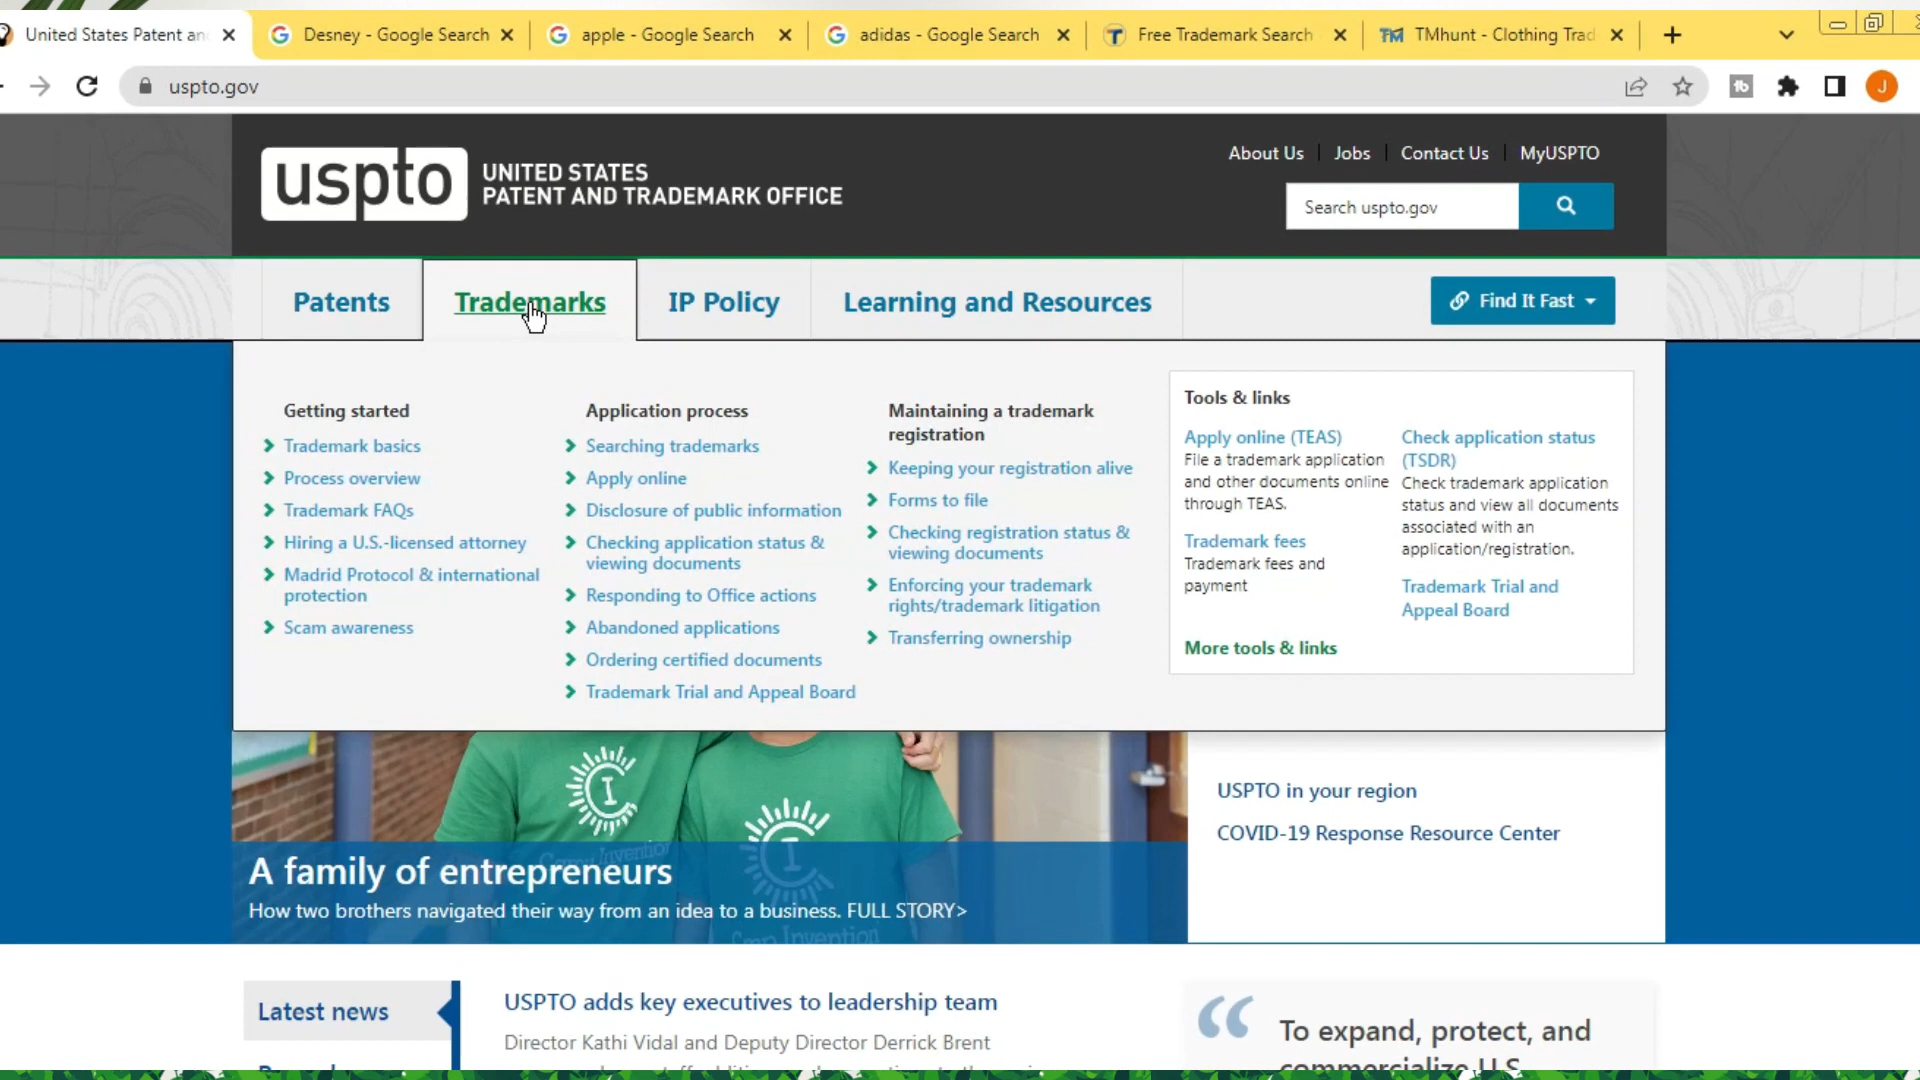 United States Patent an
Desney - Google Search
apple - Google Search
adidas - Google Search
Free Trademark Search
TM TMhunt - Clothing Trad
uspto.gov
tb
J
About Us
Jobs
Contact Us
MyUSPTO
uspto
UNITED STATES
PATENT AND TRADEMARK OFFICE
Search uspto.gov
Patents
Trademarks
IP Policy
Learning and Resources
Find It Fast
Getting started
Trademark basics
Process overview
Trademark FAQs
Hiring a U.S.-licensed attorney
Madrid Protocol & international
protection
Scam awareness
Application process
Searching trademarks
Apply online
Disclosure of public information
Checking application status &
viewing documents
Responding to Office actions
Abandoned applications
Ordering certified documents
Trademark Trial and Appeal Board
Maintaining a trademark
registration
Keeping your registration alive
Forms to file
Checking registration status &
viewing documents
Enforcing your trademark
rights/trademark litigation
Transferring ownership
Tools & links
Apply online (TEAS)
File a trademark application
and other documents online
through TEAS.
Trademark fees
Trademark fees and
payment
Check application status
(TSDR)
Check trademark application
status and view all documents
associated with an
application/registration.
Trademark Trial and
Appeal Board
More tools & links
Camp Invention
A family of entrepreneurs
How two brothers navigated their way from an idea to a business. FULL STORY>
USPTO in your region
COVID-19 Response Resource Center
Latest news
USPTO adds key executives to leadership team
Director Kathi Vidal and Deputy Director Derrick Brent
“ To expand, protect, and
commercialize U.S.